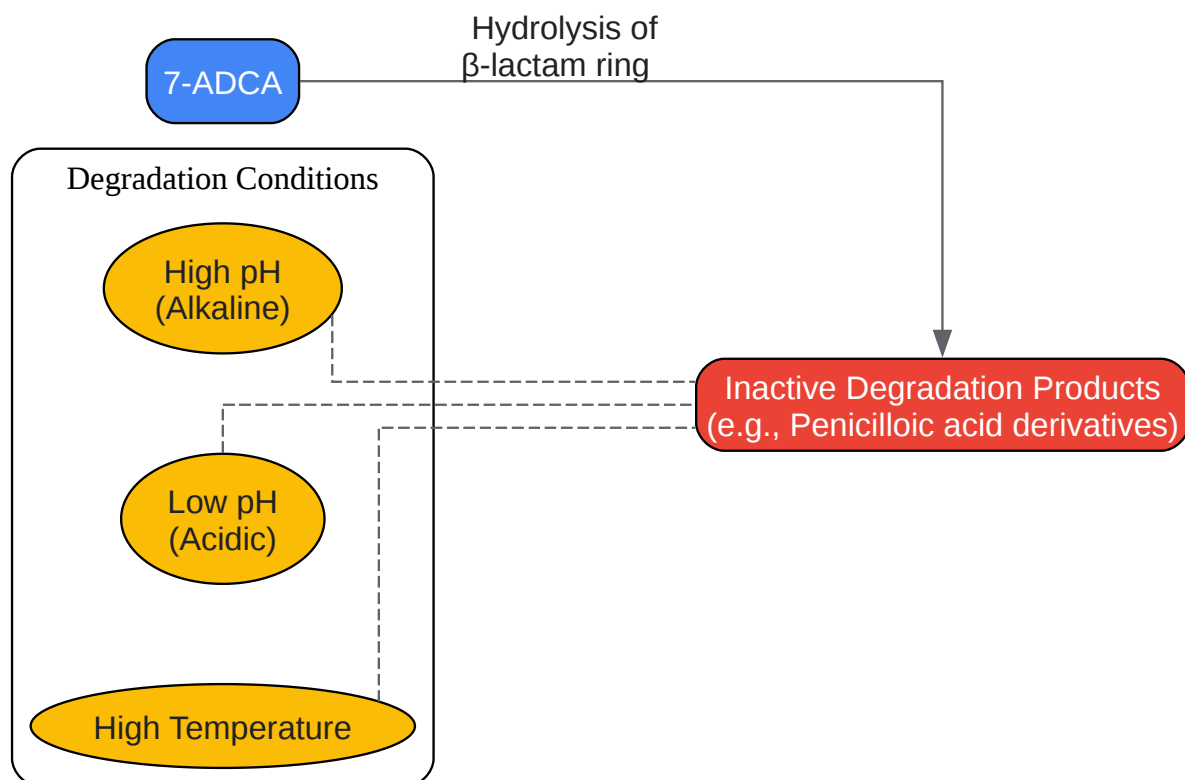 Hydrolysis of
β-lactam ring
7-ADCA
Degradation Conditions
High pH
(Alkaline)
Inactive Degradation Products
(e.g., Penicilloic acid derivatives)
Low pH
(Acidic)
High Temperature